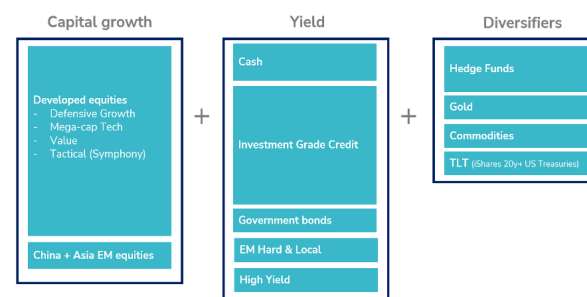 Capital growth
Developed equities
- Defensive Growth
- Mega-cap Tech
- Value
- Tactical (Symphony)
China + Asia EM equities
+
Yield
Cash
Investment Grade Credit
Government bonds
EM Hard & Local
High Yield
+
Diversifiers
Hedge Funds
Gold
Commodities
TLT (iShares 20y+ US Treasuries)